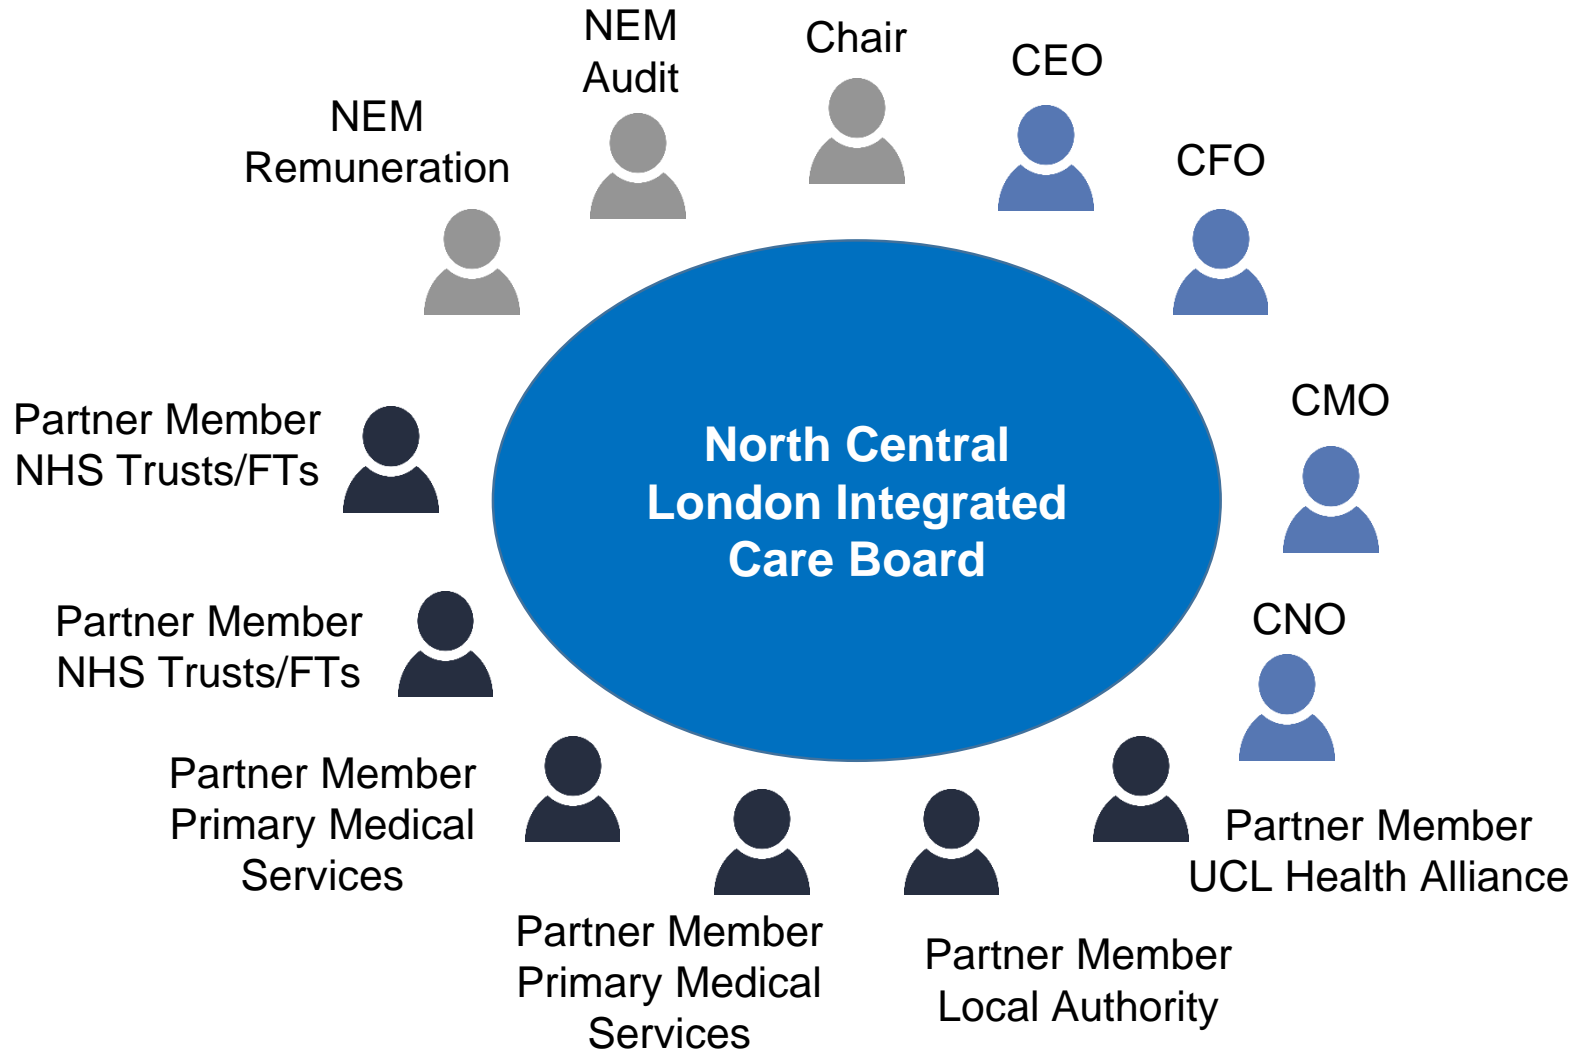 NEM
Audit
Chair
CEO
NEM
Remuneration
CFO
Partner Member
NHS Trusts/FTs
CMO
North Central
London Integrated
Care Board
Partner Member
NHS Trusts/FTs
CNO
Partner Member
Primary Medical
Services
Partner Member
UCL Health Alliance
Partner Member
Primary Medical
Services
Partner Member
Local Authority